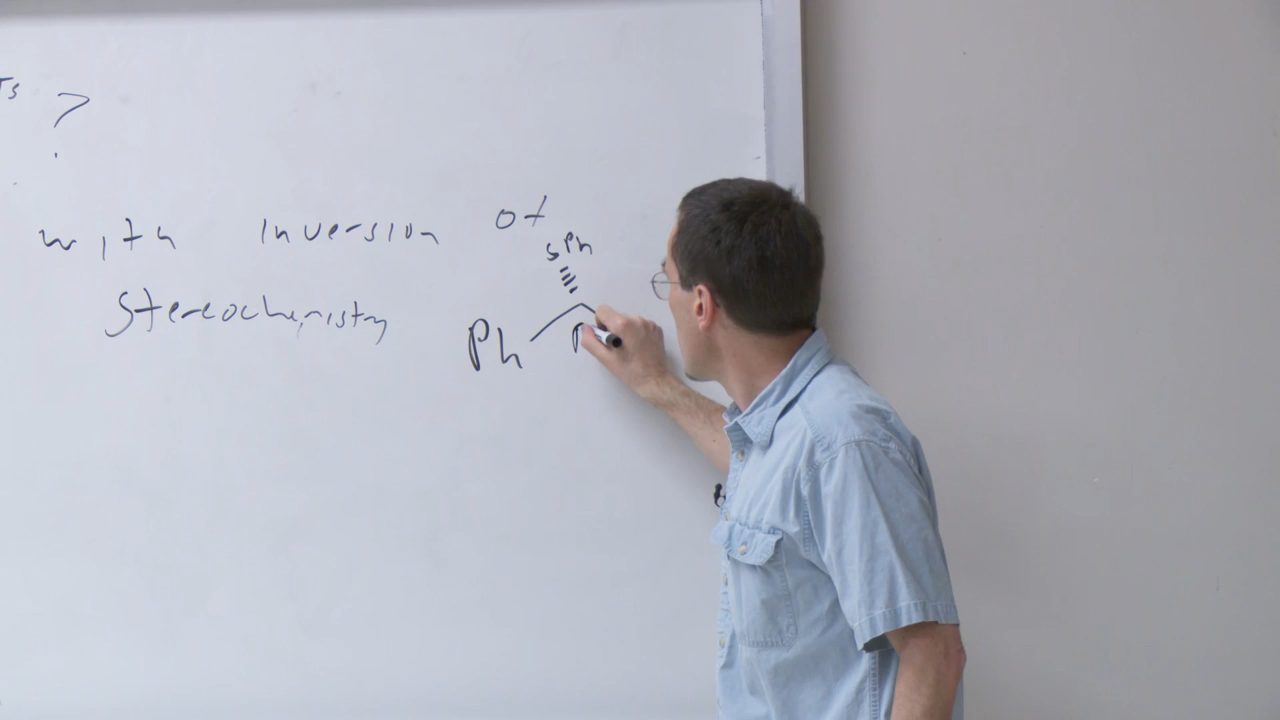 Ts ?
with inversion of
stereochemistry
SPh
Ph